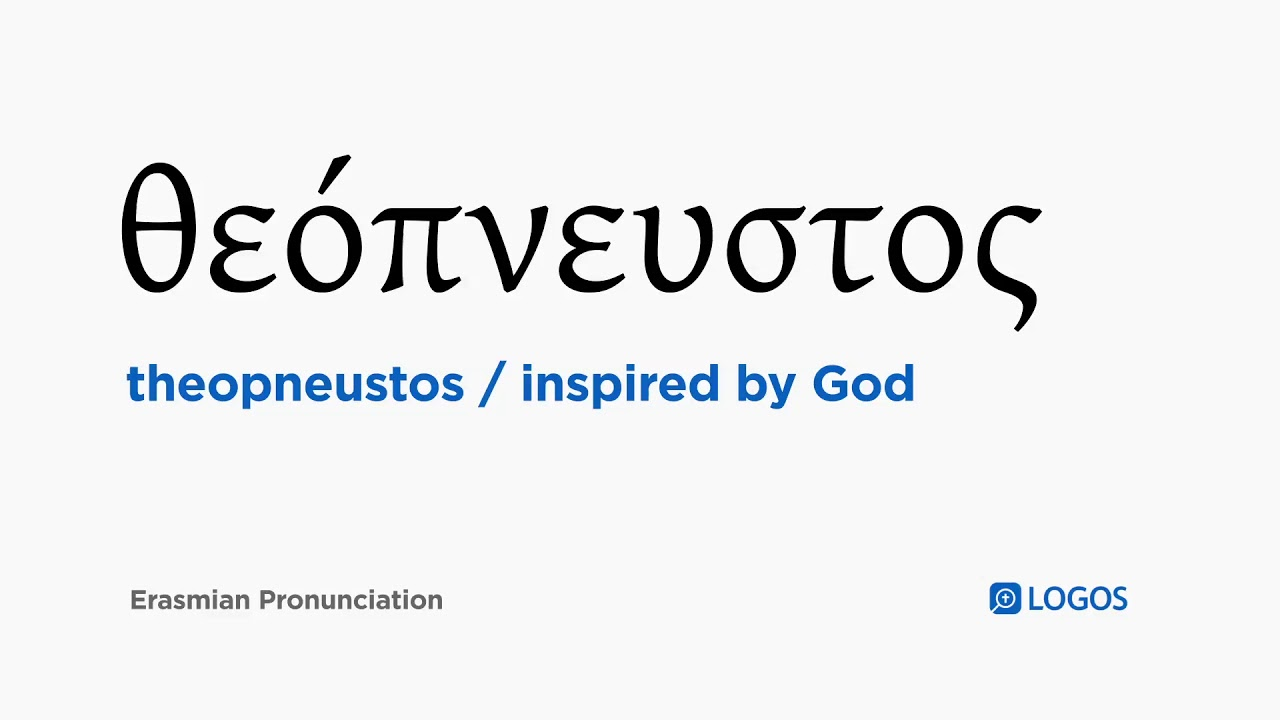 θεόπνευστος
theopneustos / inspired by God
Erasmian Pronunciation
LOGOS